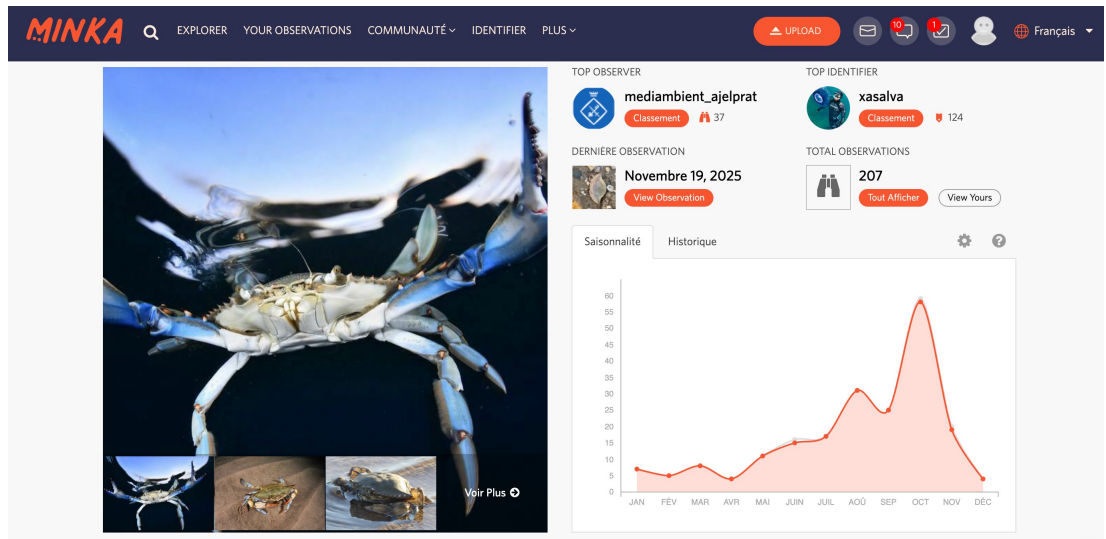 MINKA
EXPLORER YOUR OBSERVATIONS COMMUNAUTÉ IDENTIFIER PLUS
UPLOAD
10
1
Français
TOP OBSERVER
mediambient_ajelprat
Classement 37
TOP IDENTIFIER
xasalva
Classement 124
DERNIÈRE OBSERVATION
Novembre 19, 2025
View Observation
TOTAL OBSERVATIONS
207
Tout Afficher View Yours
Saisonnalité Historique
60
55
50
45
40
35
30
25
20
15
10
5
0
JAN FÉV MAR AVR MAI JUIN JUIL AOÛ SEP OCT NOV DÉC
Voir Plus